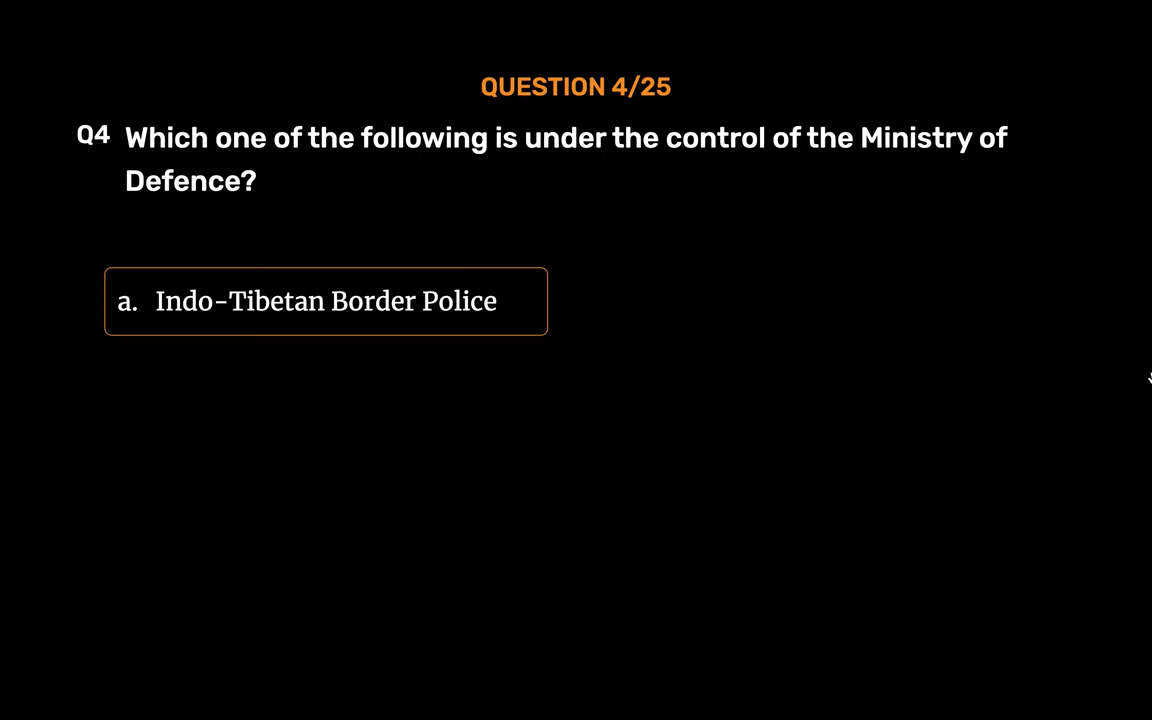 QUESTION 4/25
Q4 Which one of the following is under the control of the Ministry of
Defence?
a. Indo-Tibetan Border Police